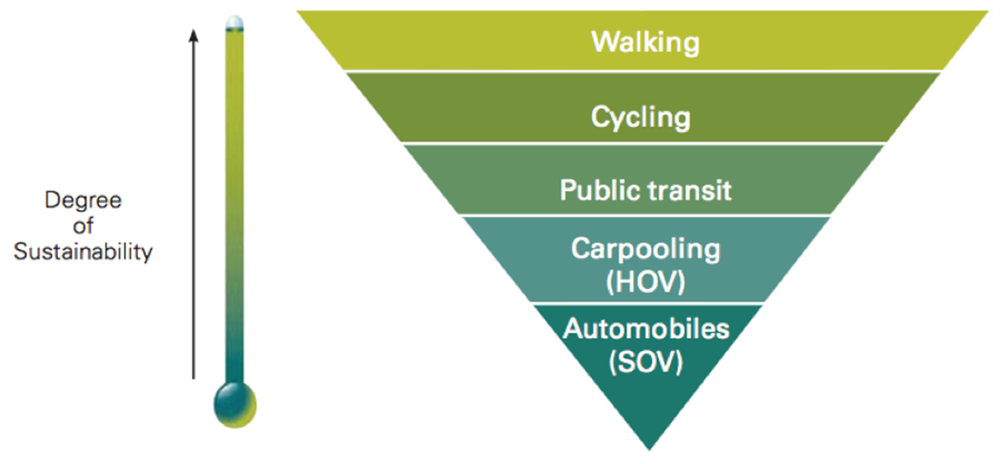 Degree
of
Sustainability
Walking
Cycling
Public transit
Carpooling
(HOV)
Automobiles
(SOV)